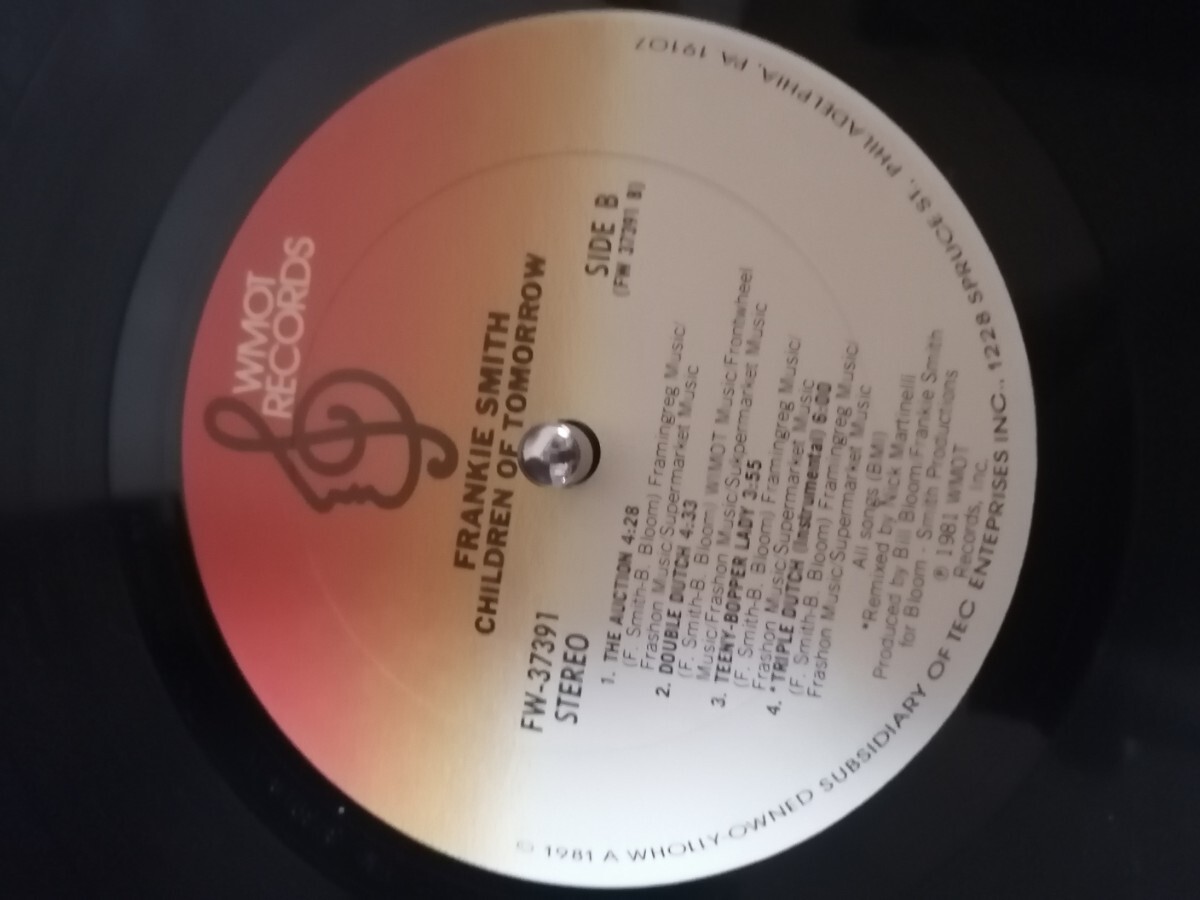 WMOT
RECORDS
FRANKIE SMITH
CHILDREN OF TOMORROW
FW-37391
STEREO
SIDE B
(FW 37391 B)
1. THE AUCTION 4:28
(F. Smith-B. Bloom) Framingreg Music/
Frashon Music/Supermarket Music
2. DOUBLE DUTCH 4:33
(F. Smith-B. Bloom) WMOT Music/Frontwheel
Music/Frashon Music/Sukpermarket Music
3. TEENY-BOPPER LADY 3:55
(F. Smith-B. Bloom) Framingreg Music/
Frashon Music/Supermarket Music
4. *TRIPLE DUTCH (Instrumental) 6:00
(F. Smith-B. Bloom) Framingreg Music/
Frashon Music/Supermarket Music
All songs (BMI)
*Remixed by Nick Martinelli
Produced by Bill Bloom Frankie Smith
for Bloom - Smith Productions
℗ 1981 WMOT
Records, Inc.
© 1981 A WHOLLY-OWNED SUBSIDIARY OF TEC ENTEPRISES INC., 1228 SPRUCE ST., PHILADELPHIA, PA 19107